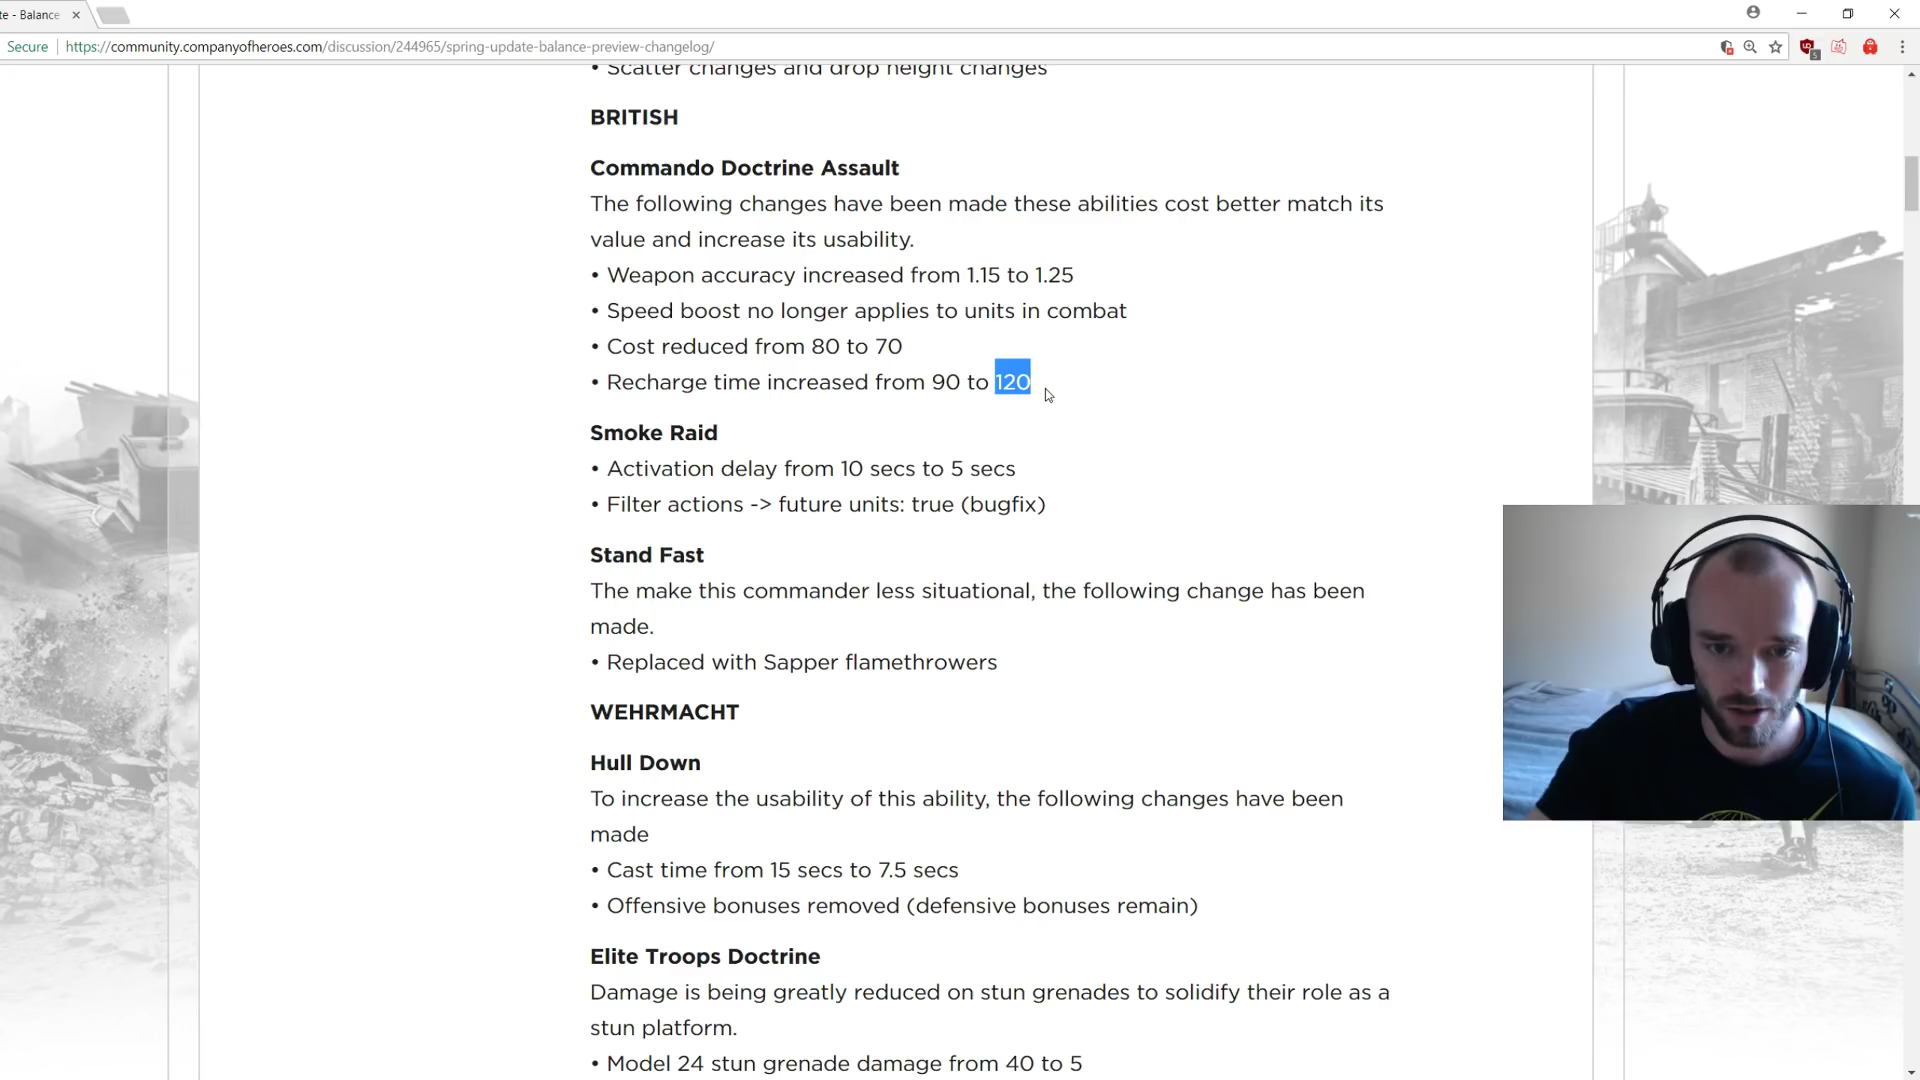 te - Balance
Secure https://community.companyofheroes.com/discussion/244965/spring-update-balance-preview-changelog/
• Scatter changes and drop height changes
BRITISH
Commando Doctrine Assault
The following changes have been made these abilities cost better match its
value and increase its usability.
• Weapon accuracy increased from 1.15 to 1.25
• Speed boost no longer applies to units in combat
• Cost reduced from 80 to 70
• Recharge time increased from 90 to 120
Smoke Raid
• Activation delay from 10 secs to 5 secs
• Filter actions -> future units: true (bugfix)
Stand Fast
The make this commander less situational, the following change has been
made.
• Replaced with Sapper flamethrowers
WEHRMACHT
Hull Down
To increase the usability of this ability, the following changes have been
made
• Cast time from 15 secs to 7.5 secs
• Offensive bonuses removed (defensive bonuses remain)
Elite Troops Doctrine
Damage is being greatly reduced on stun grenades to solidify their role as a
stun platform.
• Model 24 stun grenade damage from 40 to 5